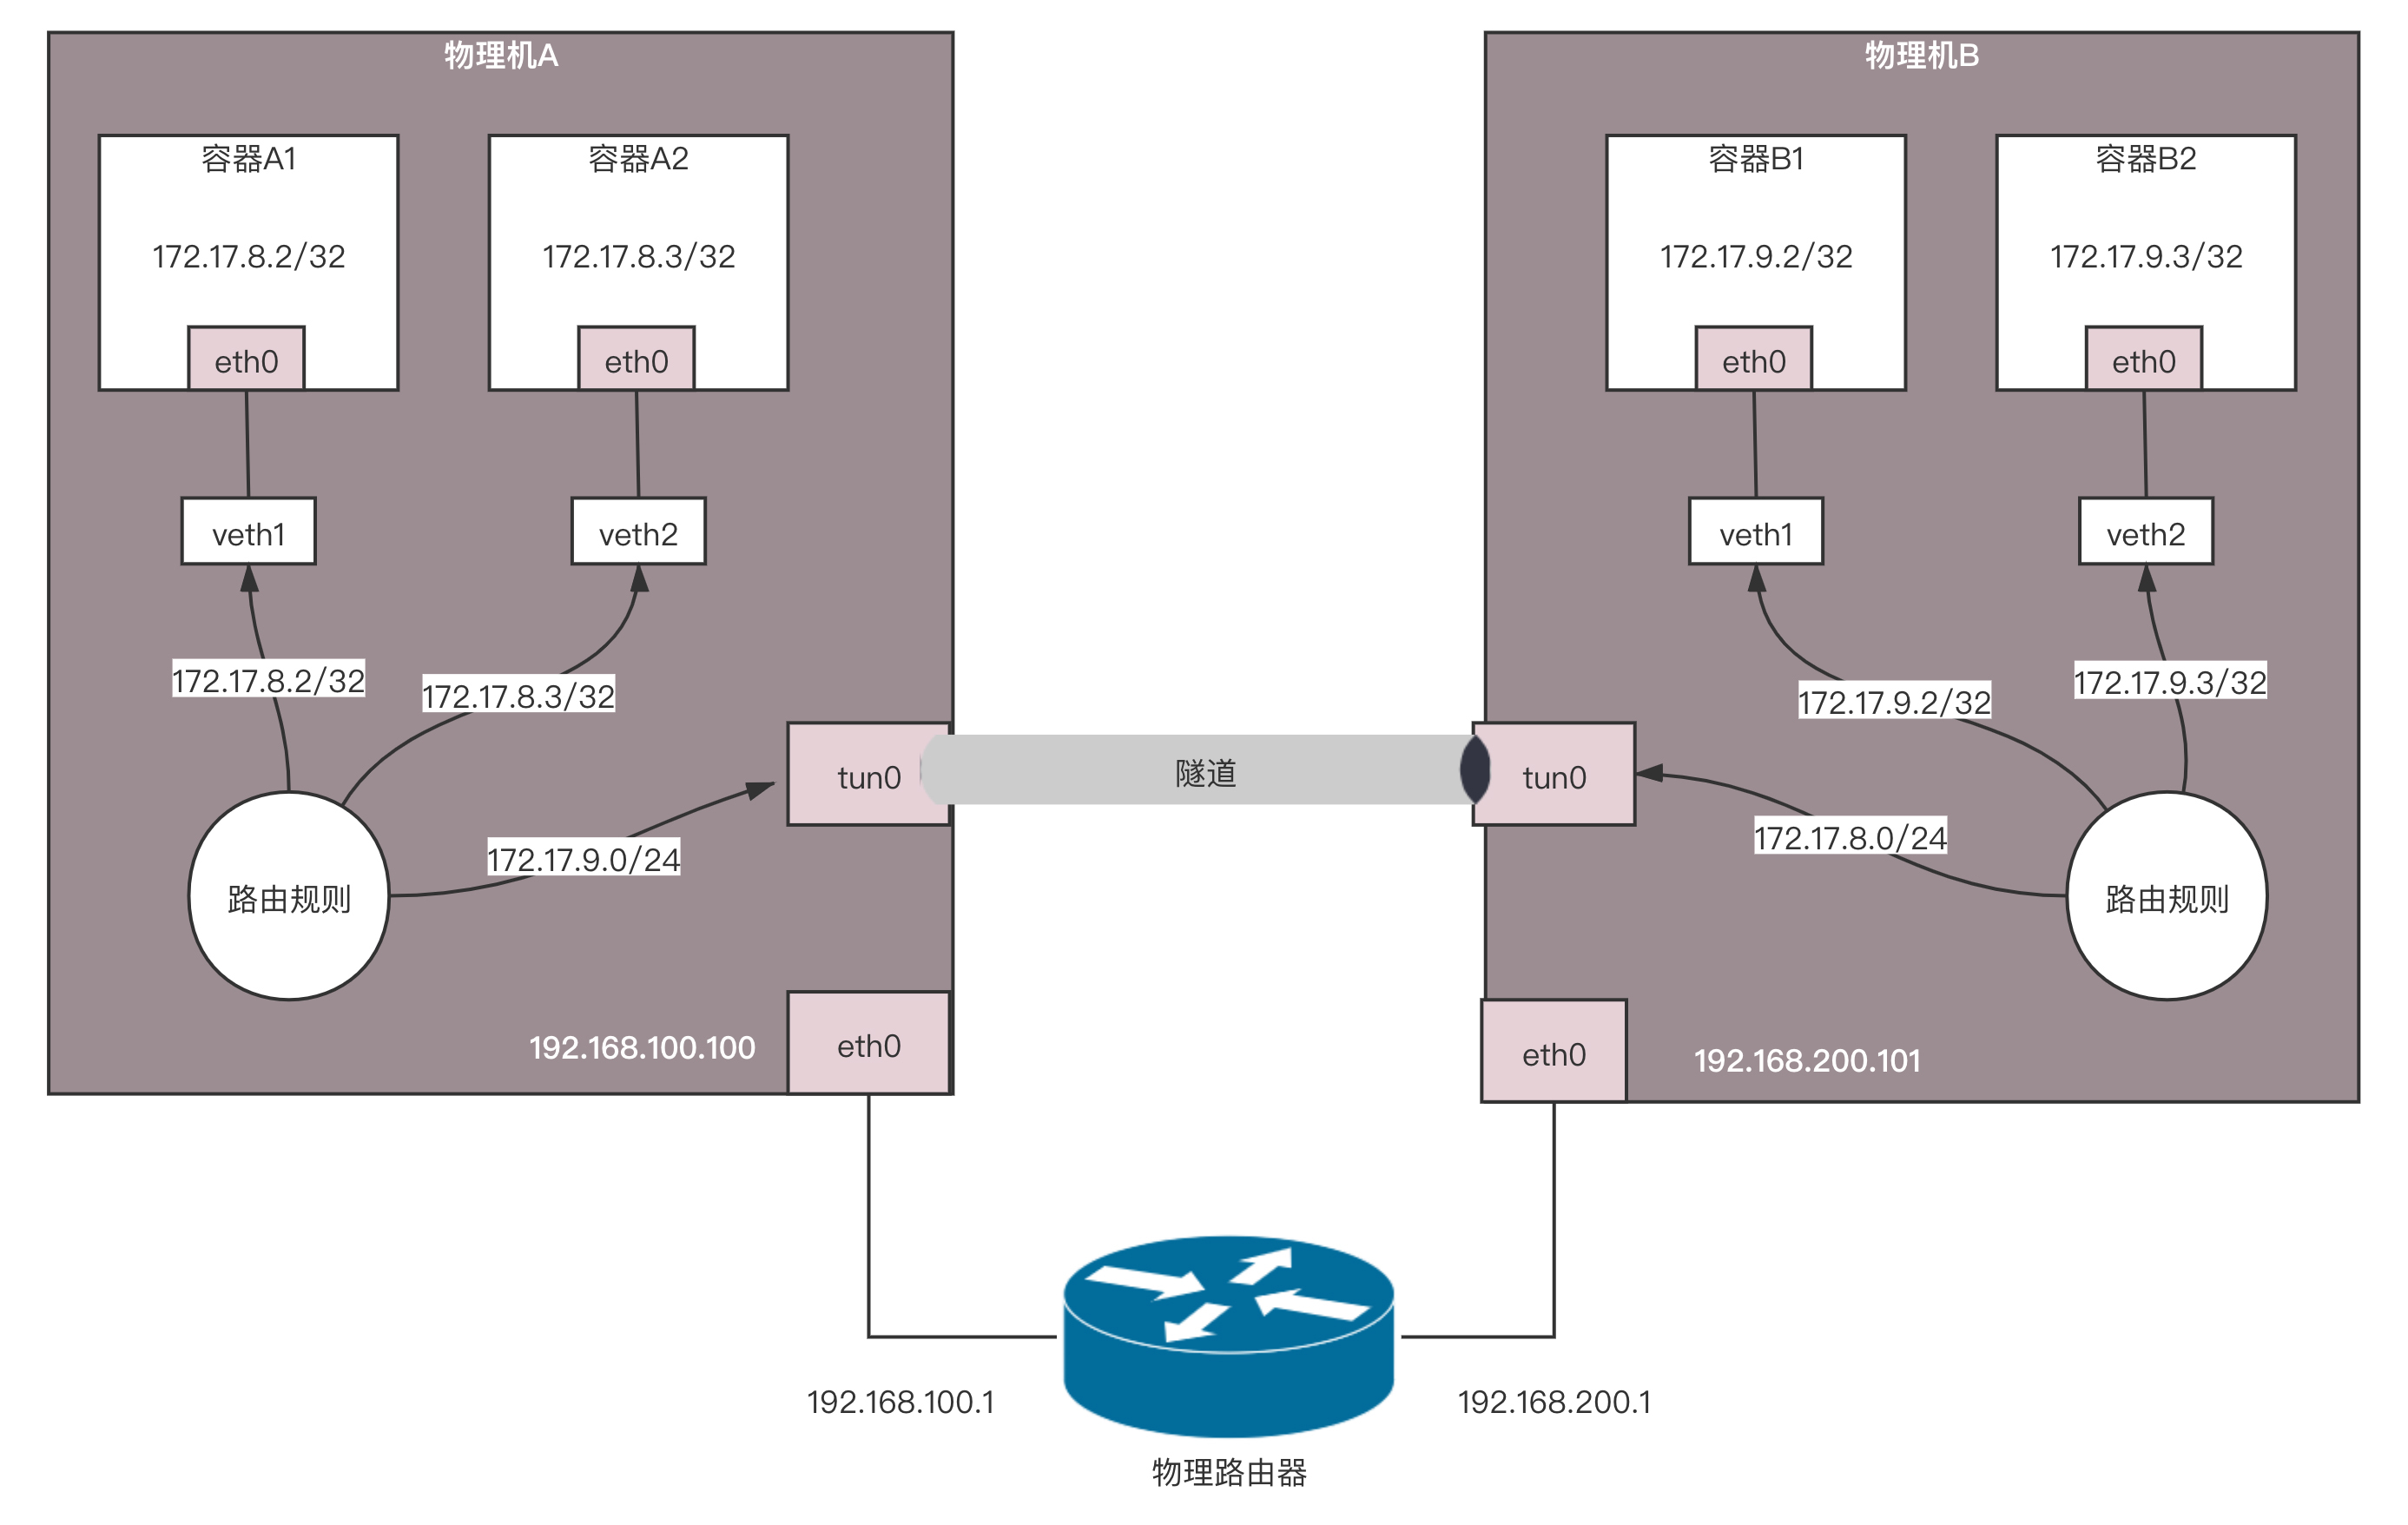 物理机A
容器A1
172.17.8.2/32
eth0
容器A2
172.17.8.3/32
eth0
veth1
veth2
172.17.8.2/32
172.17.8.3/32
172.17.9.0/24
路由规则
tun0
192.168.100.100
eth0
隧道
物理机B
容器B1
172.17.9.2/32
eth0
容器B2
172.17.9.3/32
eth0
veth1
veth2
172.17.9.2/32
172.17.9.3/32
172.17.8.0/24
tun0
路由规则
eth0
192.168.200.101
192.168.100.1
192.168.200.1
物理路由器